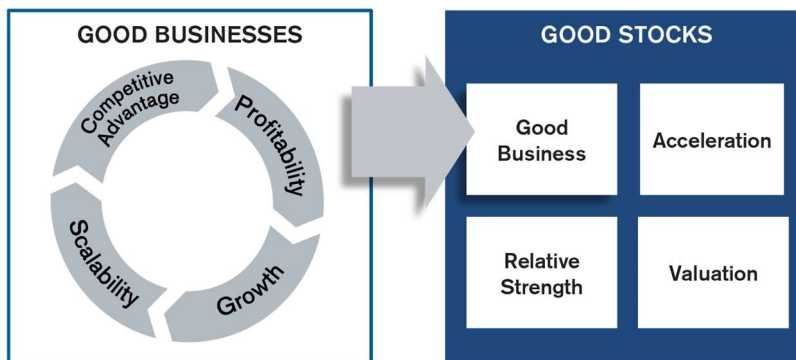 GOOD BUSINESSES
Competitive
Advantage
Profitability
Growth
Scalability
GOOD STOCKS
Good
Business
Acceleration
Relative
Strength
Valuation